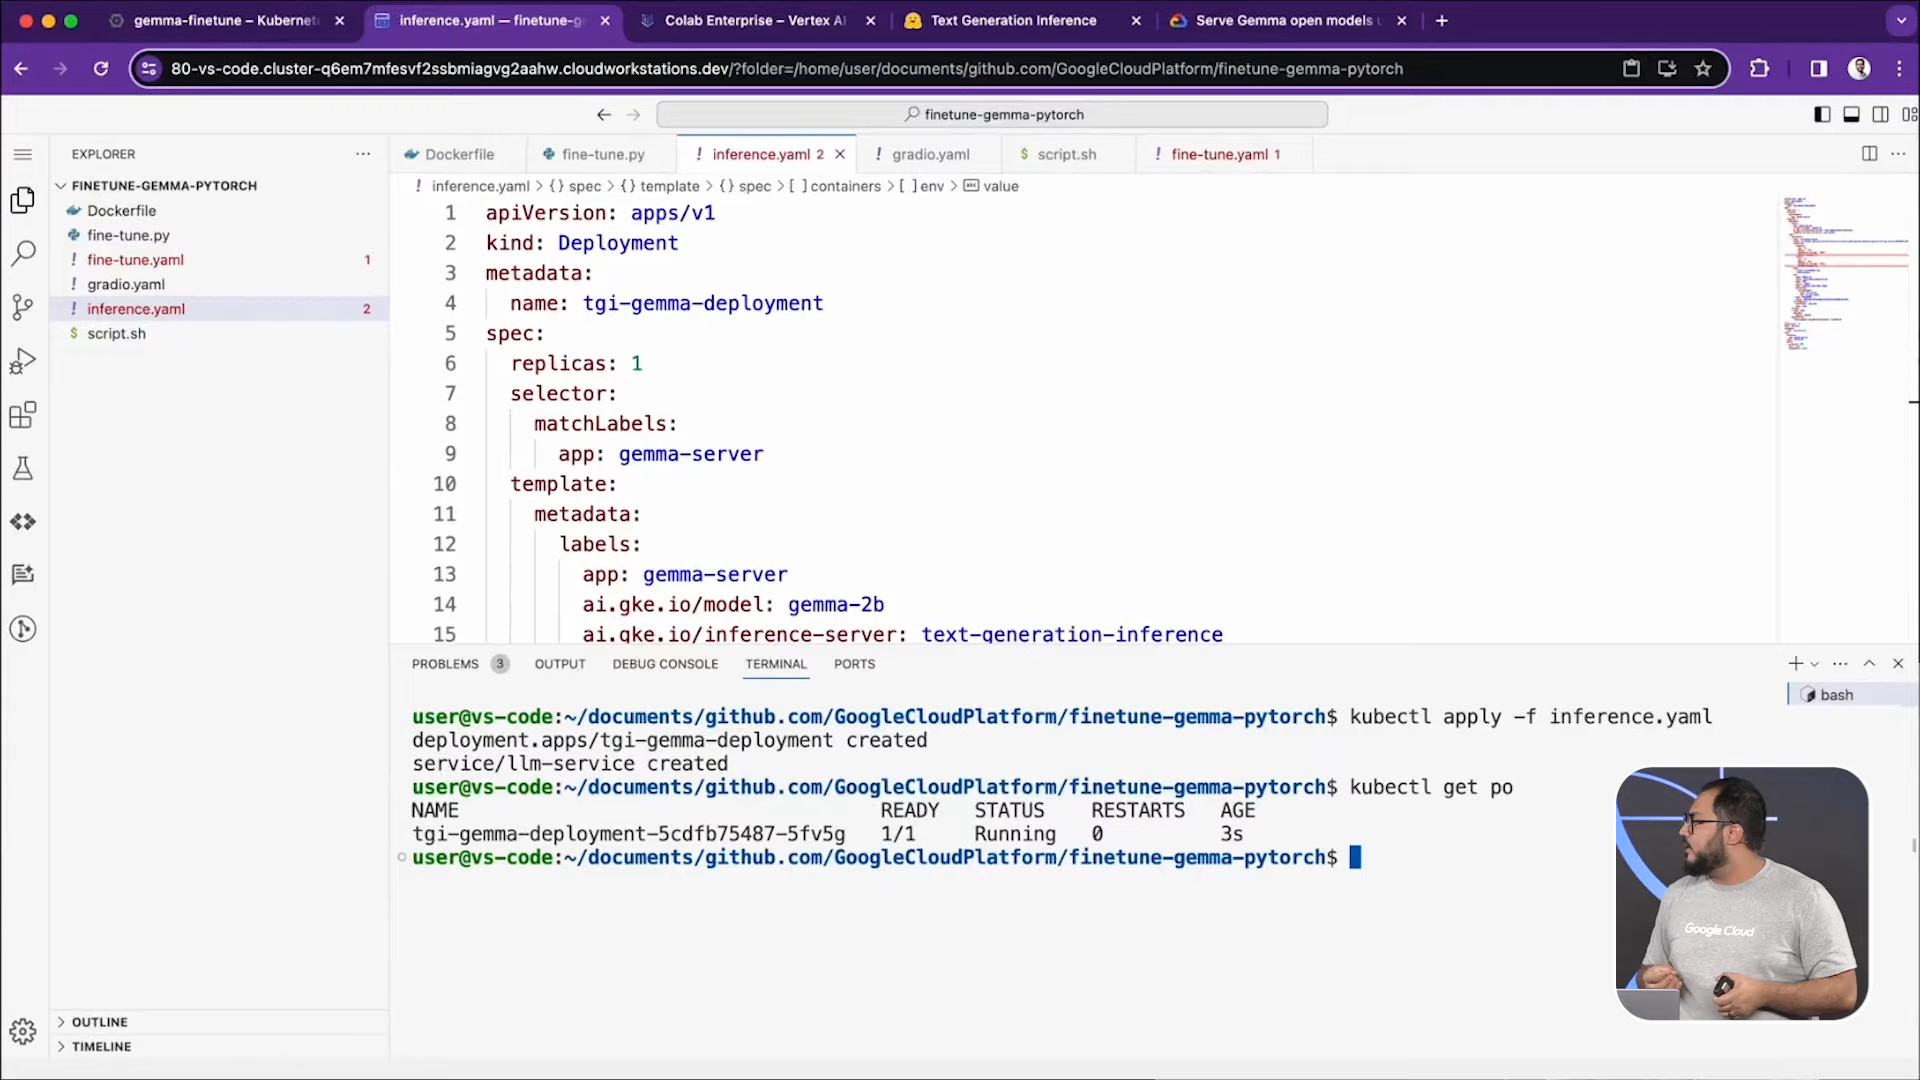 gemma-finetune – Kubernet
inference.yaml — finetune-g
Colab Enterprise – Vertex AI
Text Generation Inference
Serve Gemma open models u
80-vs-code.cluster-q6em7mfesvf2ssbmiagvg2aahw.cloudworkstations.dev/?folder=/home/user/documents/github.com/GoogleCloudPlatform/finetune-gemma-pytorch
finetune-gemma-pytorch
EXPLORER
FINETUNE-GEMMA-PYTORCH
Dockerfile
fine-tune.py
fine-tune.yaml 1
gradio.yaml
inference.yaml 2
script.sh
OUTLINE
TIMELINE
Dockerfile
fine-tune.py
inference.yaml 2
gradio.yaml
script.sh
fine-tune.yaml 1
inference.yaml > {} spec > {} template > {} spec > [ ] containers > [ ] env > value
1 apiVersion: apps/v1
2 kind: Deployment
3 metadata:
4 name: tgi-gemma-deployment
5 spec:
6 replicas: 1
7 selector:
8 matchLabels:
9 app: gemma-server
10 template:
11 metadata:
12 labels:
13 app: gemma-server
14 ai.gke.io/model: gemma-2b
15 ai.gke.io/inference-server: text-generation-inference
PROBLEMS 3 OUTPUT DEBUG CONSOLE TERMINAL PORTS
bash
user@vs-code:~/documents/github.com/GoogleCloudPlatform/finetune-gemma-pytorch$ kubectl apply -f inference.yaml
deployment.apps/tgi-gemma-deployment created
service/llm-service created
user@vs-code:~/documents/github.com/GoogleCloudPlatform/finetune-gemma-pytorch$ kubectl get po
NAME READY STATUS RESTARTS AGE
tgi-gemma-deployment-5cdfb75487-5fv5g 1/1 Running 0 3s
user@vs-code:~/documents/github.com/GoogleCloudPlatform/finetune-gemma-pytorch$
Google Cloud